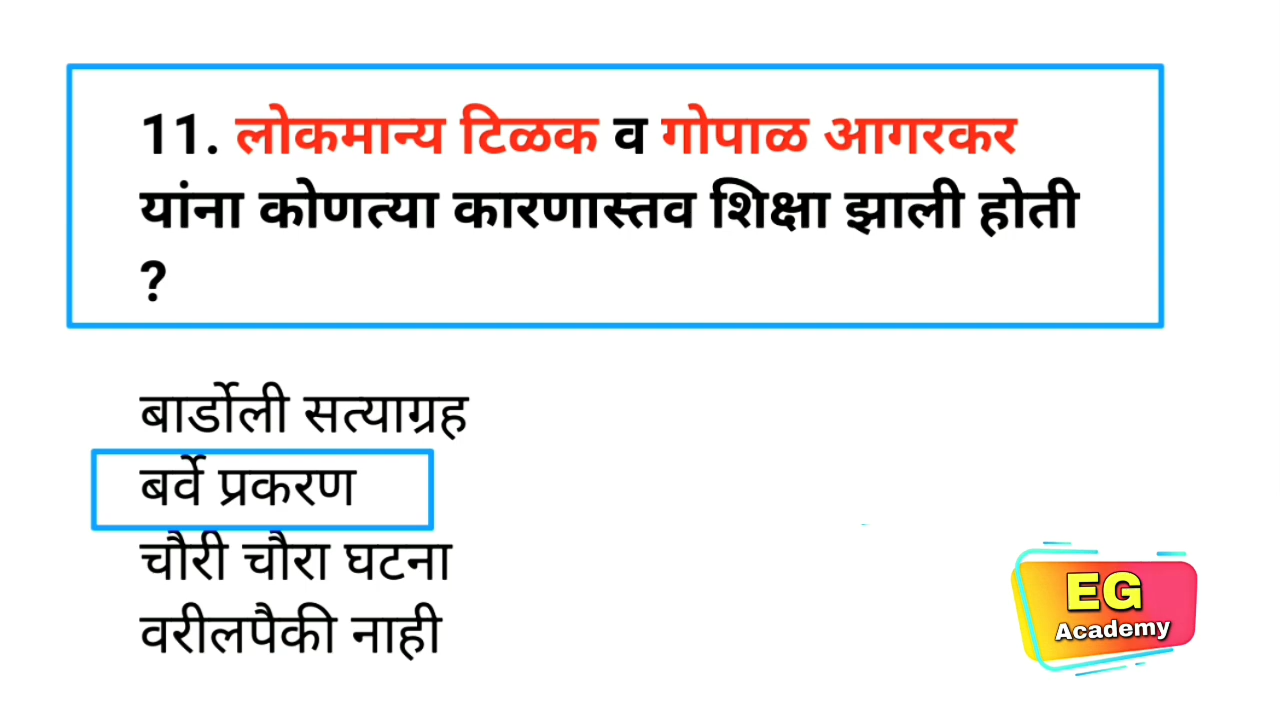 11. लोकमान्य टिळक व गोपाळ आगरकर
यांना कोणत्या कारणास्तव शिक्षा झाली होती
?
बार्डोली सत्याग्रह
बर्वे प्रकरण
चौरी चौरा घटना
वरीलपैकी नाही
EG
Academy